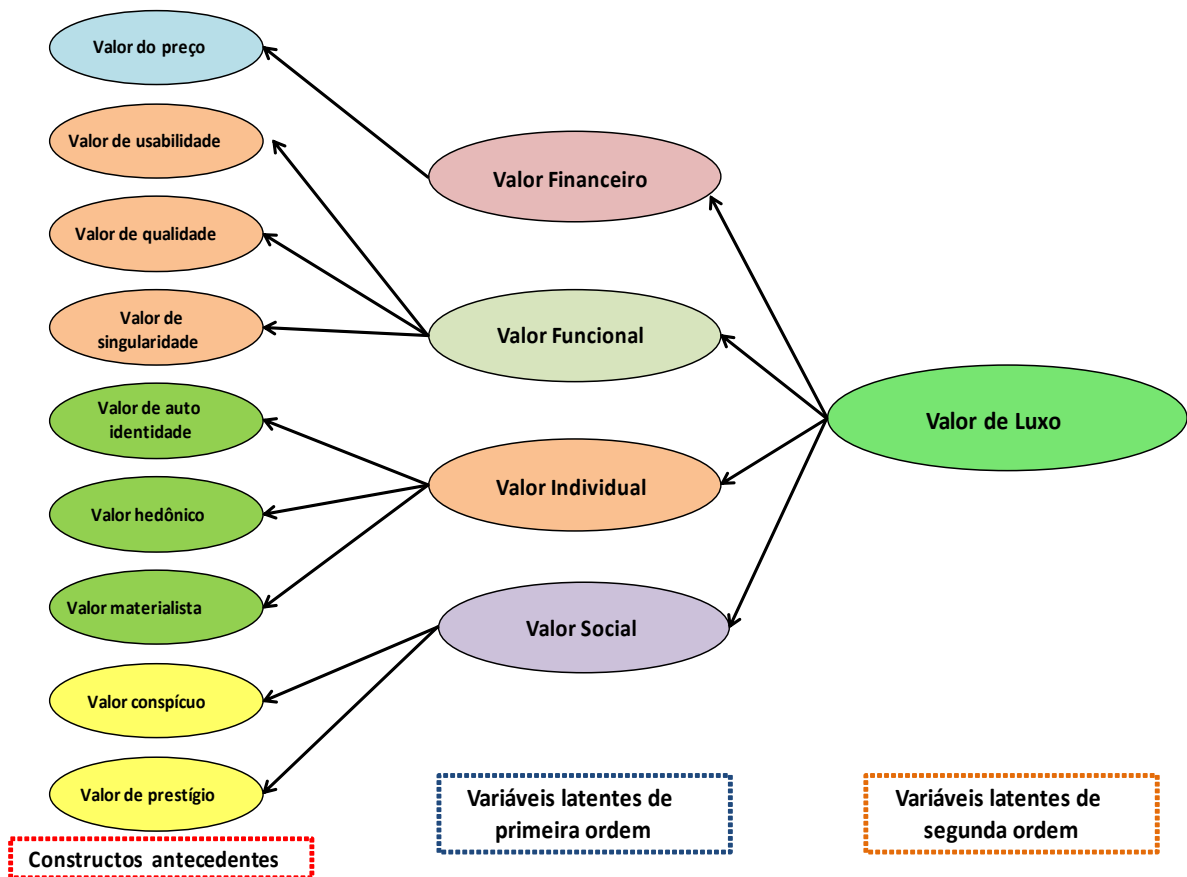 Valor do preço
Valor de usabilidade
Valor de qualidade
Valor de
singularidade
Valor de auto
identidade
Valor hedônico
Valor materialista
Valor conspícuo
Valor de prestígio
Constructos antecedentes
Valor Financeiro
Valor Funcional
Valor Individual
Valor Social
Variáveis latentes de
primeira ordem
Valor de Luxo
Variáveis latentes de
segunda ordem